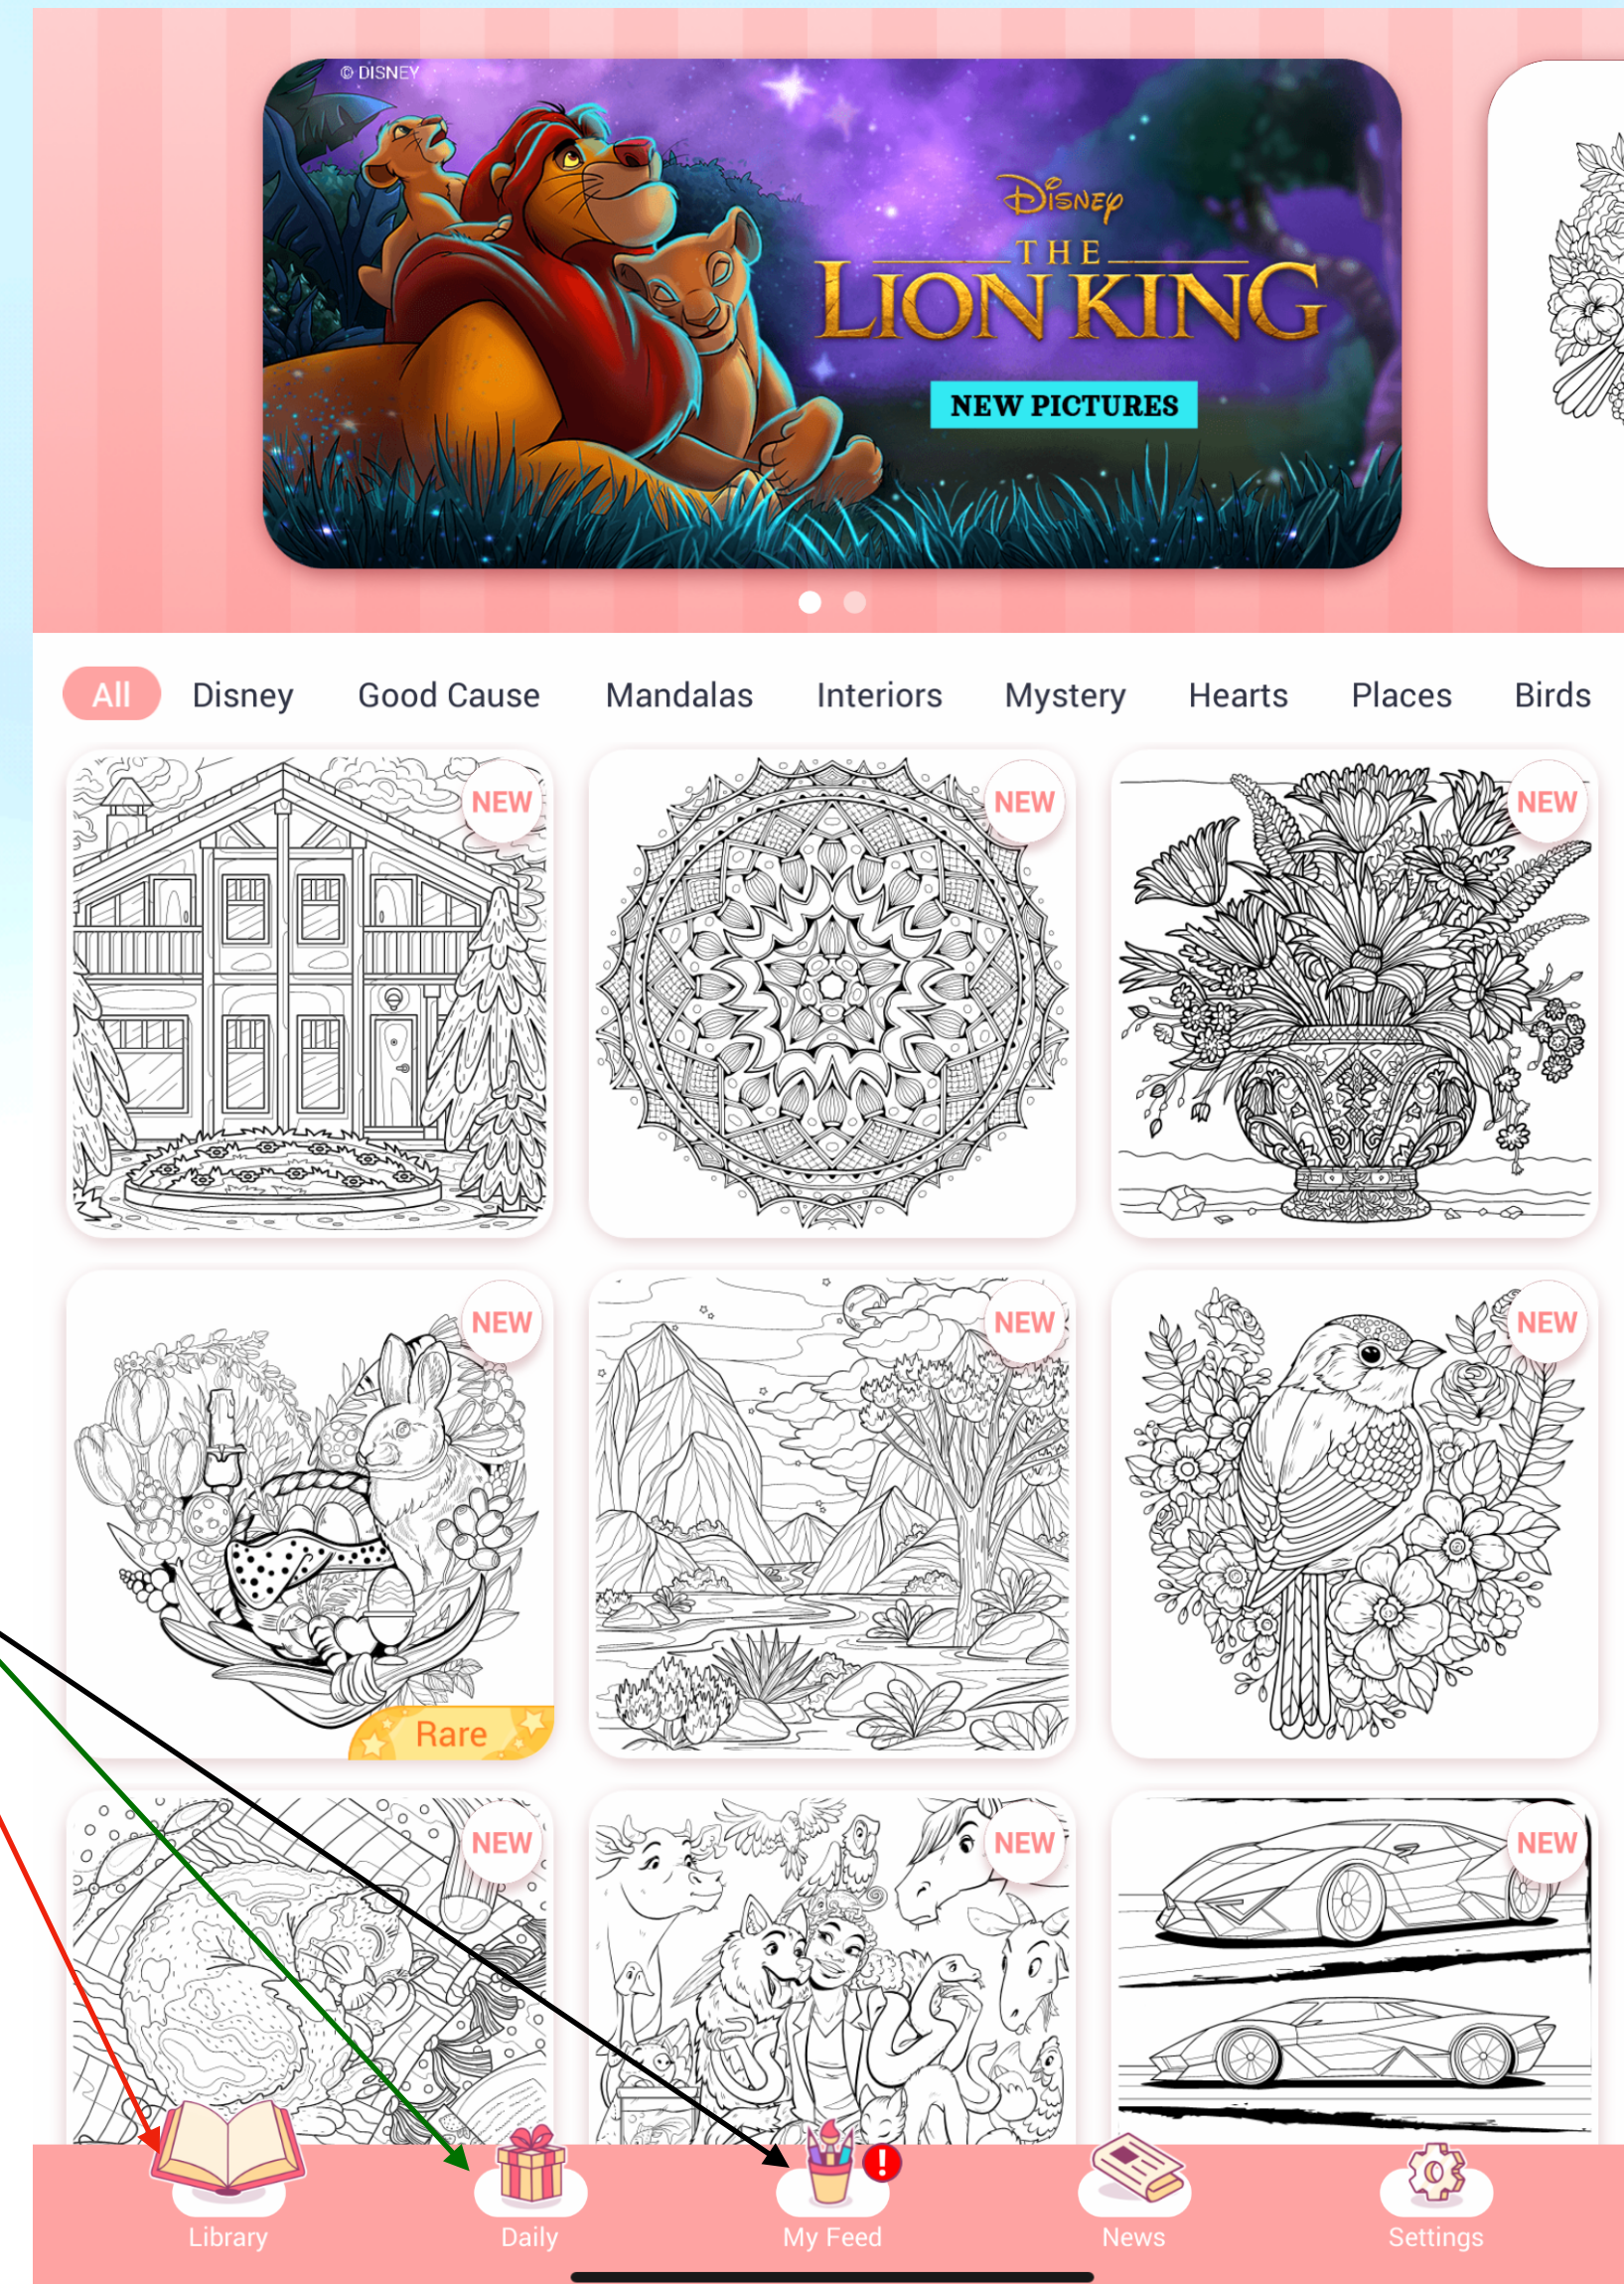 © DISNEY
Disney
THE
LION KING
NEW PICTURES
All Disney Good Cause Mandalas Interiors Mystery Hearts Places Birds
NEW NEW NEW
NEW NEW NEW
Rare
NEW NEW NEW
!
Library Daily My Feed News Settings